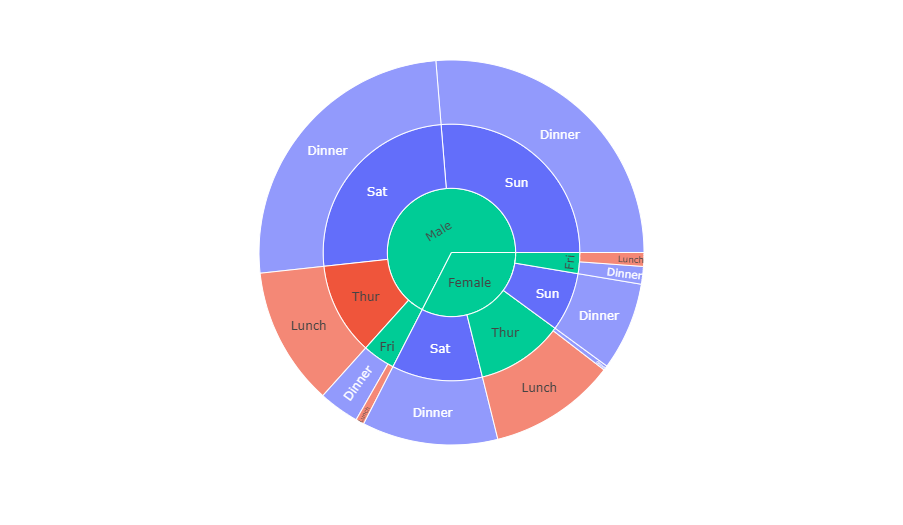 Dinner
Dinner
Sat
Sun
Male
Female
Fri
Lunch
Dinner
Sun
Dinner
Thur
Lunch
Thur
Lunch
Fri
Sat
Dinner
Dinner
Lunch